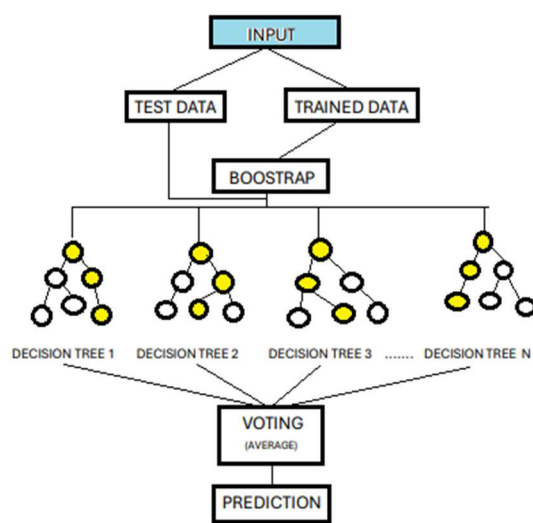 INPUT
TEST DATA
TRAINED DATA
BOOSTRAP
DECISION TREE 1
DECISION TREE 2
DECISION TREE 3
.......
DECISION TREE N
VOTING
(AVERAGE)
PREDICTION